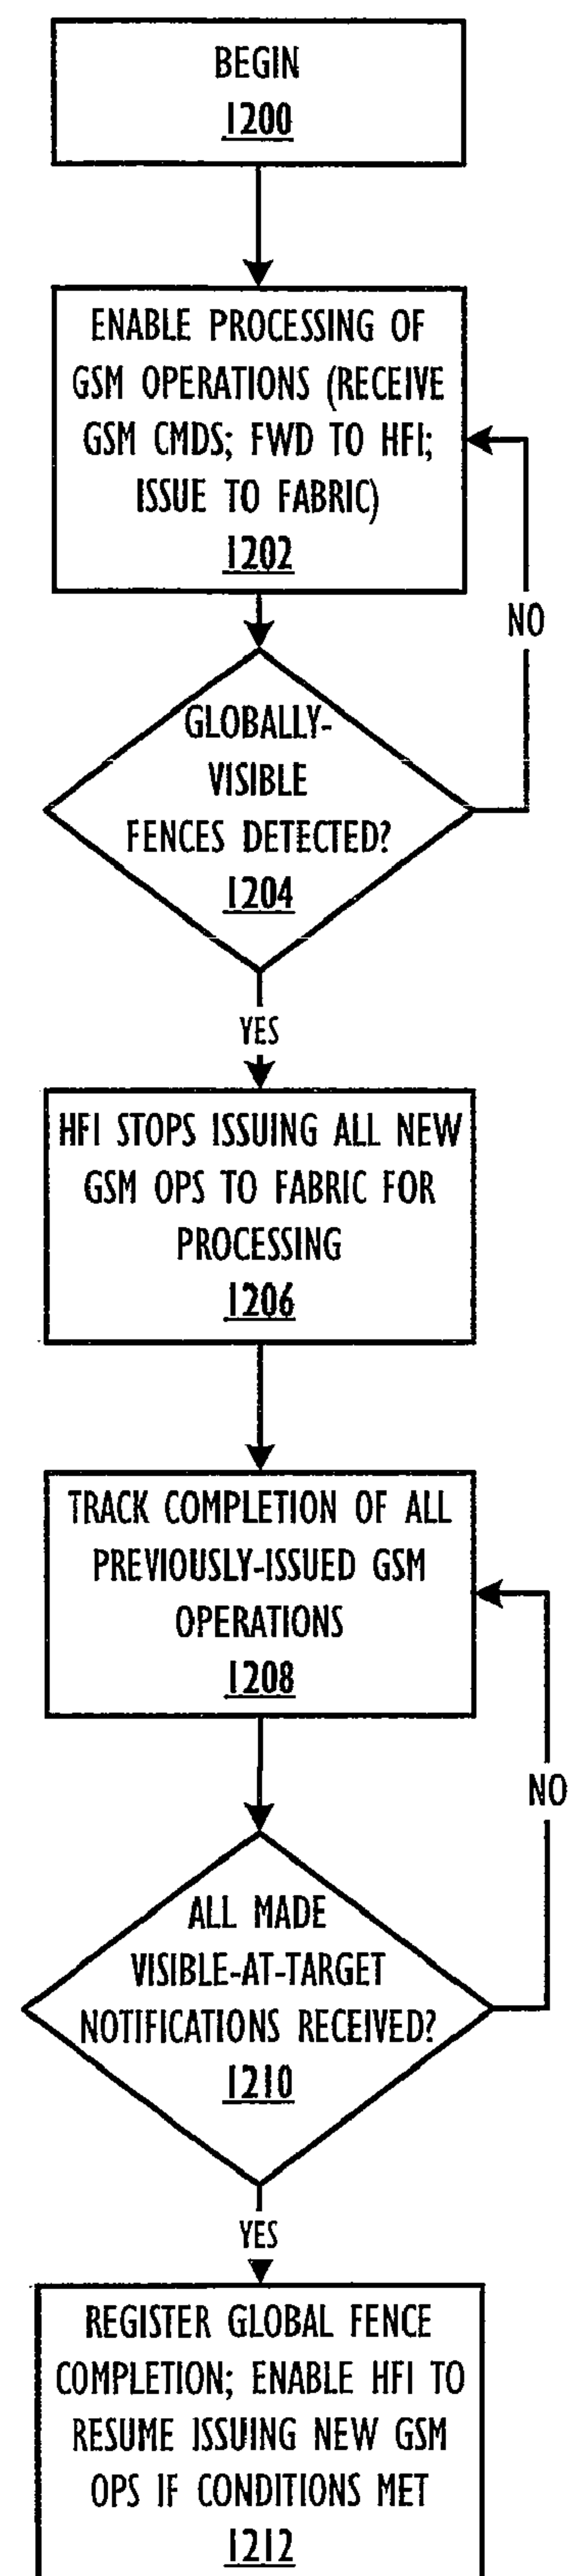 BEGIN
1200
ENABLE PROCESSING OF
GSM OPERATIONS (RECEIVE
GSM CMDS; FWD TO HFI;
ISSUE TO FABRIC)
1202
NO
GLOBALLY-
VISIBLE
FENCES DETECTED?
1204
YES
HFI STOPS ISSUING ALL NEW
GSM OPS TO FABRIC FOR
PROCESSING
1206
TRACK COMPLETION OF ALL
PREVIOUSLY-ISSUED GSM
OPERATIONS
1208
NO
ALL MADE
VISIBLE-AT-TARGET
NOTIFICATIONS RECEIVED?
1210
YES
REGISTER GLOBAL FENCE
COMPLETION; ENABLE HFI TO
RESUME ISSUING NEW GSM
OPS IF CONDITIONS MET
1212